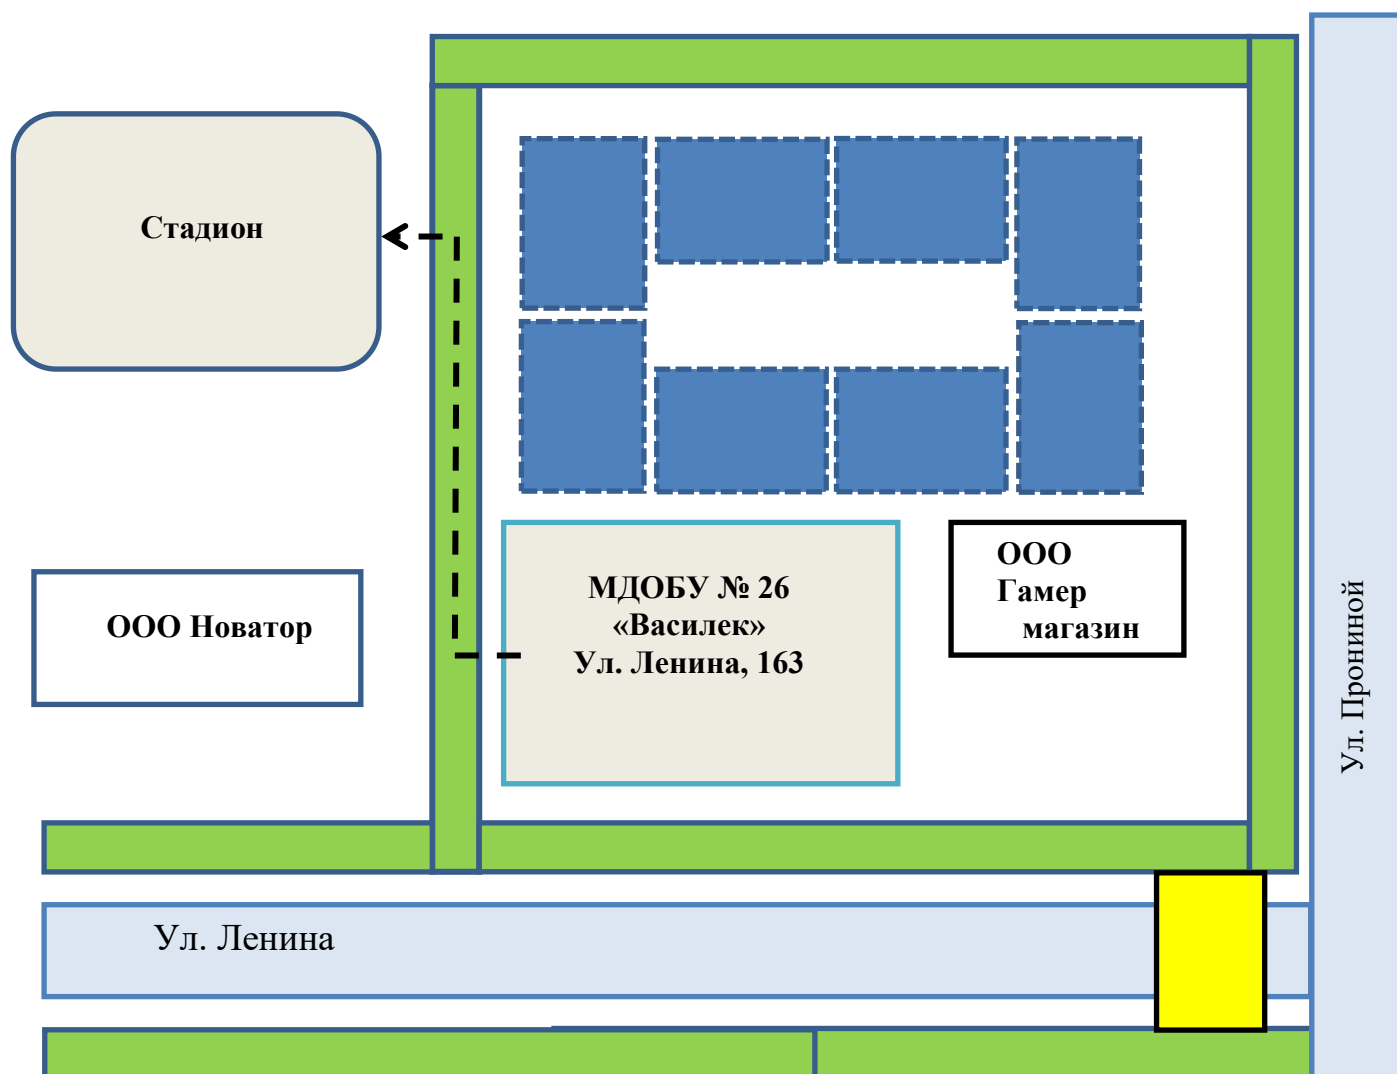 Стадион
ООО Новатор
МДОБУ № 26
«Василек»
Ул. Ленина, 163
ООО
Гамер
магазин
Ул. Прониной
Ул. Ленина